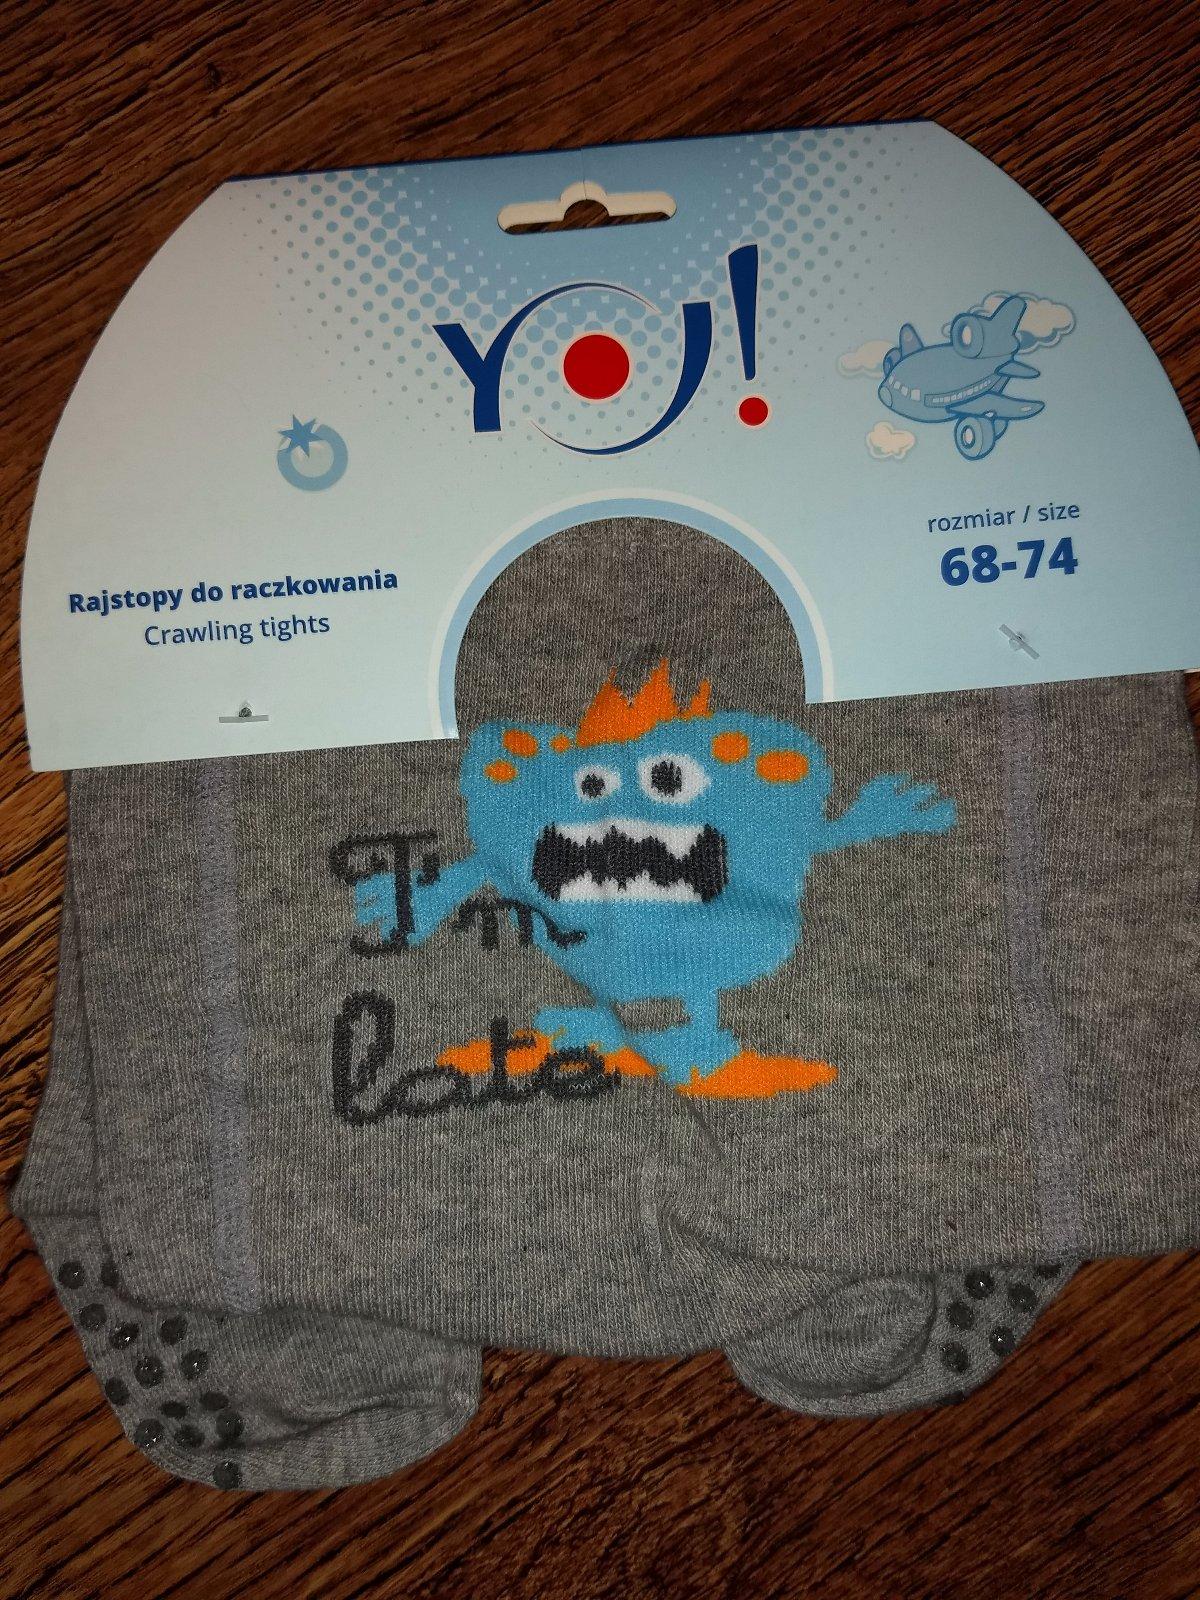 YO!
rozmiar / size
68-74
Rajstopy do raczkowania
Crawling tights
I'm
late